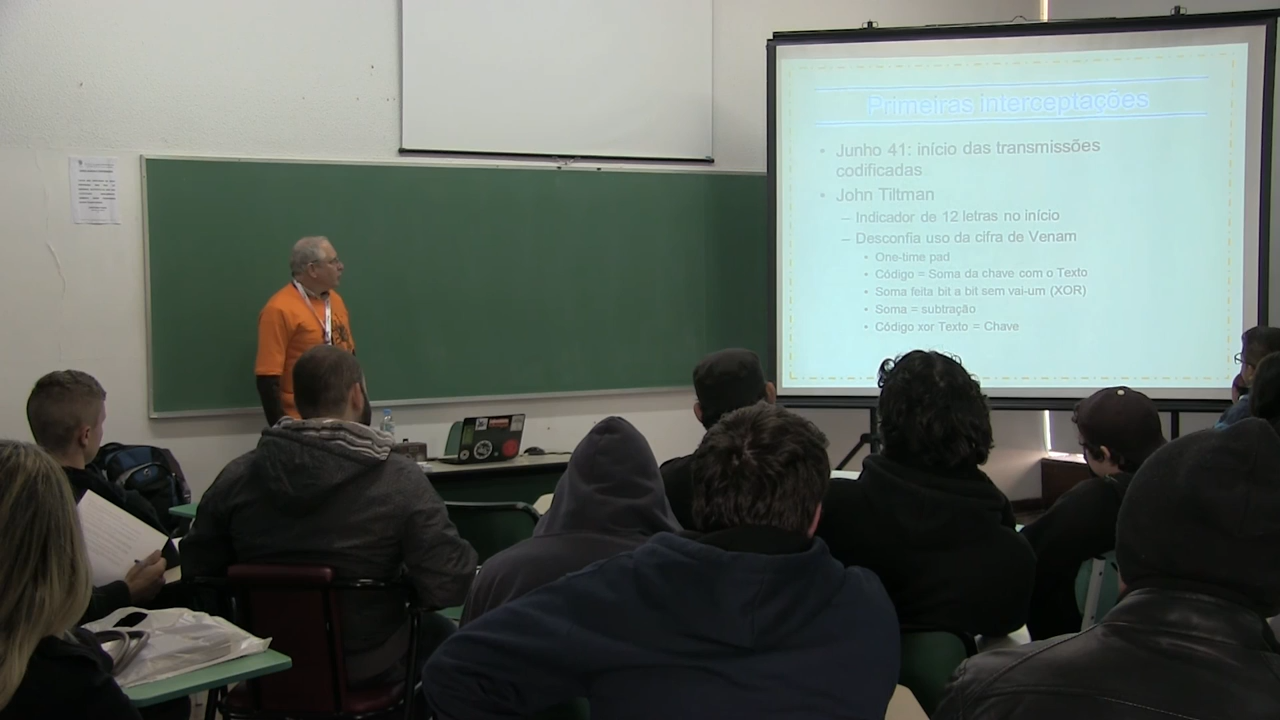 Primeiras interceptações
• Junho 41: início das transmissões
codificadas
• John Tiltman
– Indicador de 12 letras no início
– Desconfia uso da cifra de Venam
• One-time pad
• Código = Soma da chave com o Texto
• Soma feita bit a bit sem vai-um (XOR)
• Soma = subtração
• Código xor Texto = Chave